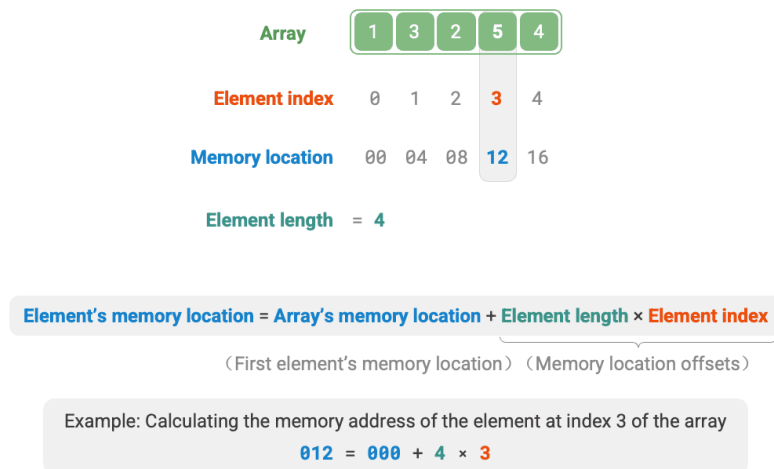 Array 1 3 2 5 4
Element index 0 1 2 3 4
Memory location 00 04 08 12 16
Element length = 4
Element’s memory location = Array’s memory location + Element length × Element index
（First element’s memory location）（Memory location offsets）
Example: Calculating the memory address of the element at index 3 of the array
012 = 000 + 4 × 3